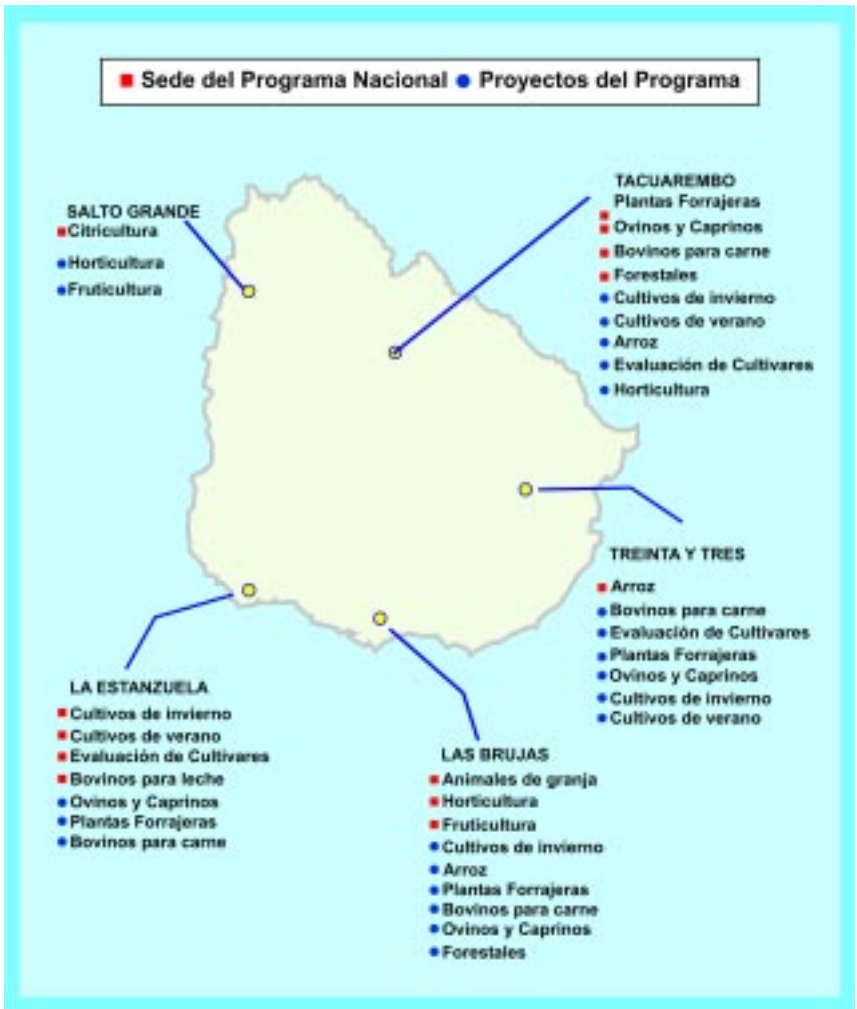 Sede del Programa Nacional Proyectos del Programa
SALTO GRANDE
Citricultura
Horticultura
Fruticultura
TACUAREMBO
Plantas Forrajeras
Ovinos y Caprinos
Bovinos para carne
Forestales
Cultivos de invierno
Cultivos de verano
Arroz
Evaluación de Cultivares
Horticultura
TREINTA Y TRES
Arroz
Bovinos para carne
Evaluación de Cultivares
Plantas Forrajeras
Ovinos y Caprinos
Cultivos de invierno
Cultivos de verano
LA ESTANZUELA
Cultivos de invierno
Cultivos de verano
Evaluación de Cultivares
Bovinos para leche
Ovinos y Caprinos
Plantas Forrajeras
Bovinos para carne
LAS BRUJAS
Animales de granja
Horticultura
Fruticultura
Cultivos de invierno
Arroz
Plantas Forrajeras
Bovinos para carne
Ovinos y Caprinos
Forestales